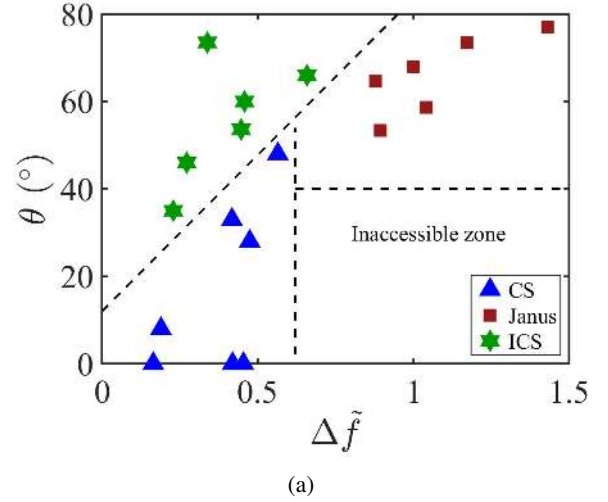 80
60
40
20
0
θ (°)
Inaccessible zone
CS
Janus
ICS
0 0.5 1 1.5
Δf̃
(a)